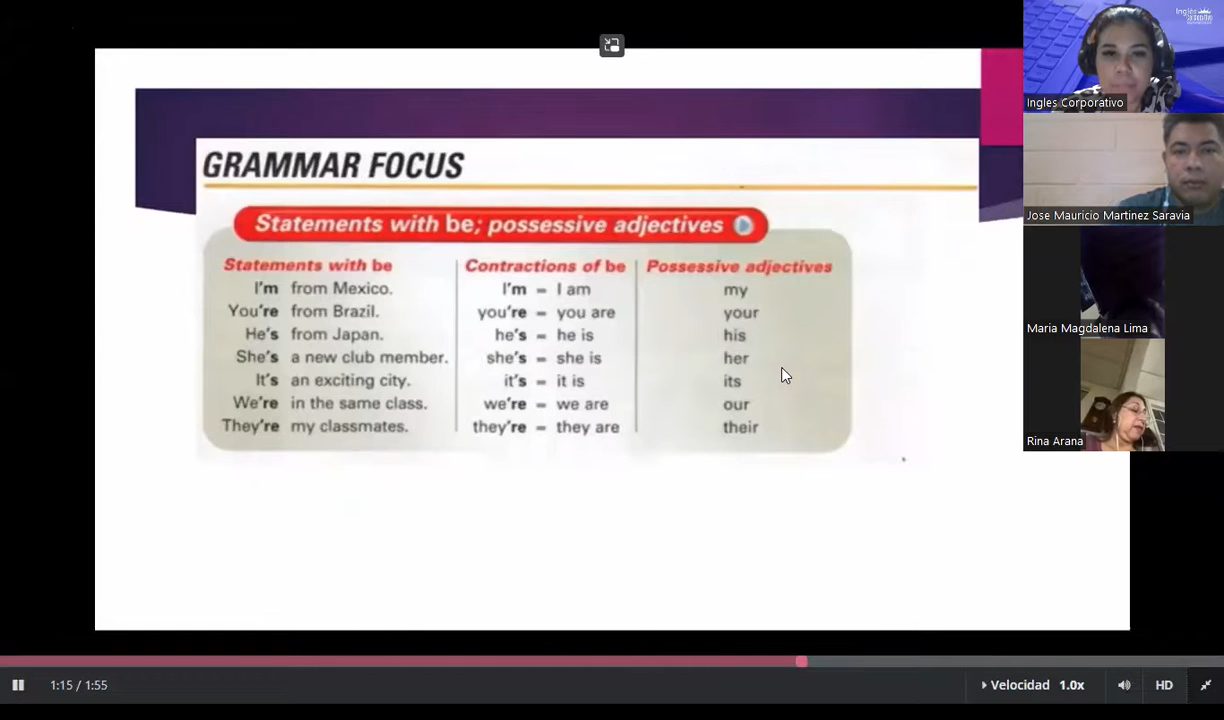 GRAMMAR FOCUS
Statements with be; possessive adjectives
Statements with be Contractions of be Possessive adjectives
I'm from Mexico. I'm = I am my
You're from Brazil. you're = you are your
He's from Japan. he's = he is his
She's a new club member. she's = she is her
It's an exciting city. it's = it is its
We're in the same class. we're = we are our
They're my classmates. they're = they are their
Inglés
Corporativo
Ingles Corporativo
Jose Mauricio Martinez Saravia
Maria Magdalena Lima
Rina Arana
1:15 / 1:55
Velocidad 1.0x
HD